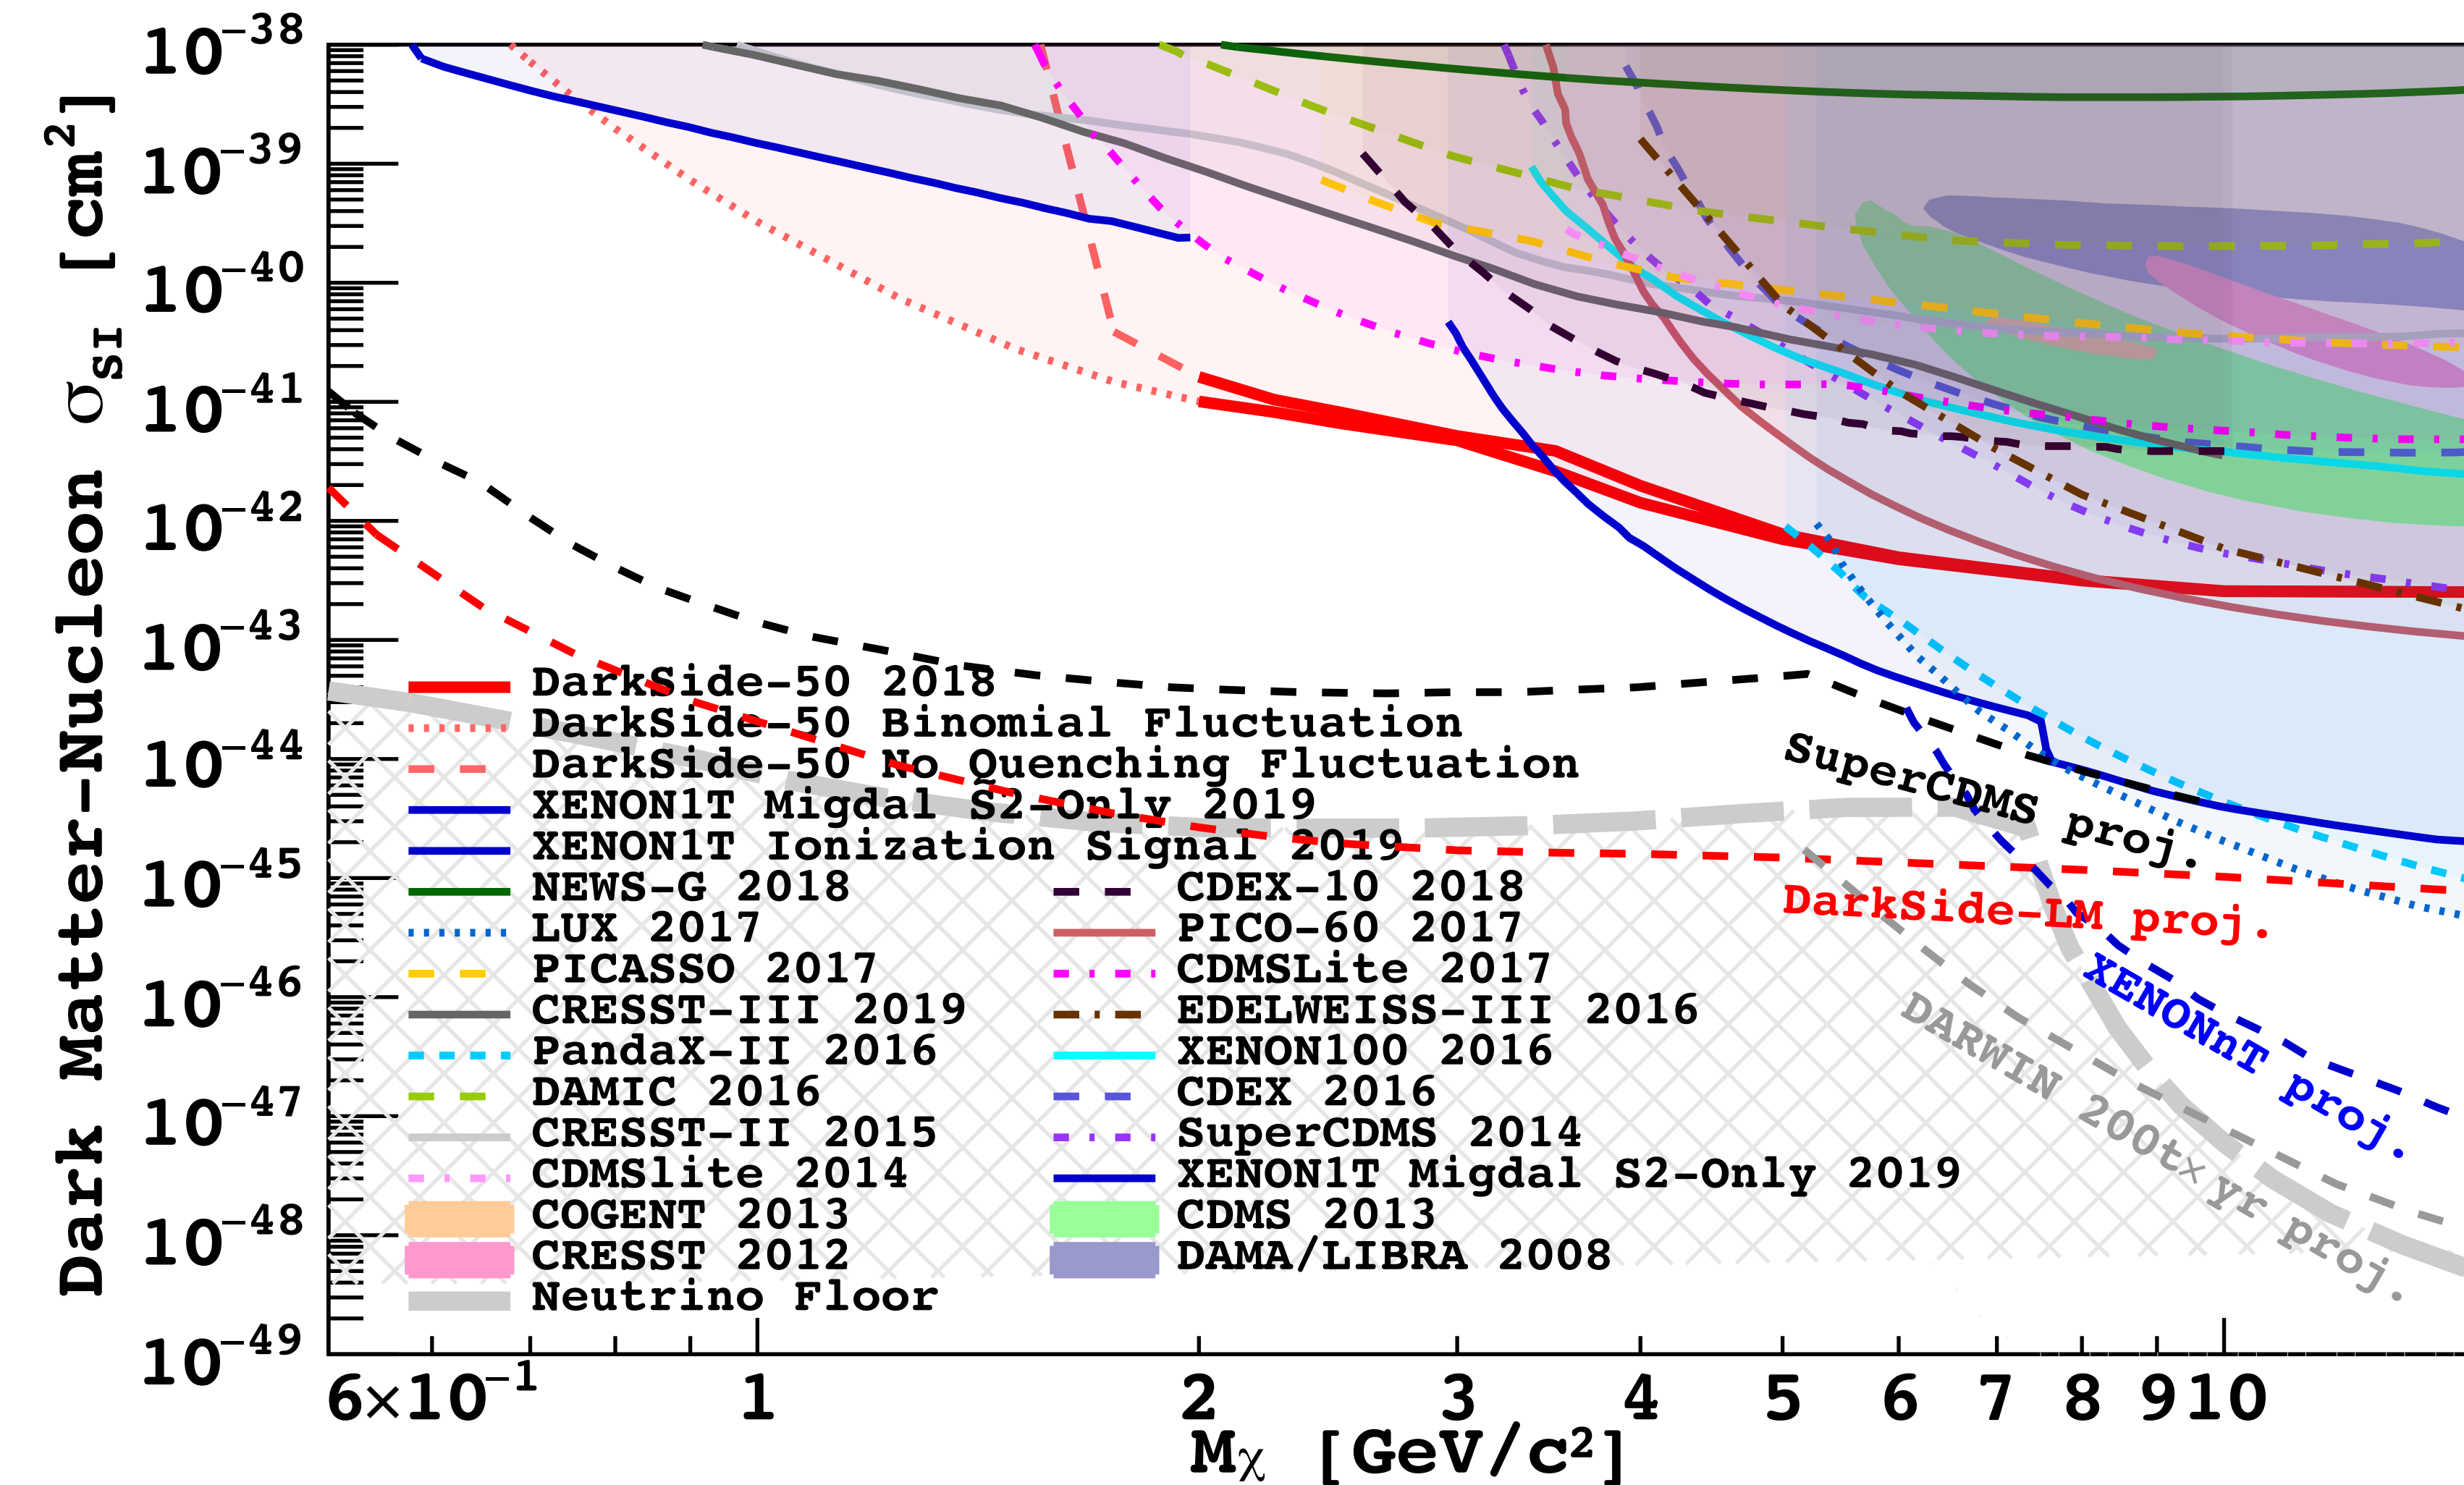 Dark Matter-Nucleon σSI [cm²]
10⁻³⁸
10⁻³⁹
10⁻⁴⁰
10⁻⁴¹
10⁻⁴²
10⁻⁴³
10⁻⁴⁴
10⁻⁴⁵
10⁻⁴⁶
10⁻⁴⁷
10⁻⁴⁸
10⁻⁴⁹
DarkSide-50 2018
DarkSide-50 Binomial Fluctuation
DarkSide-50 No Quenching Fluctuation
XENON1T Migdal S2-Only 2019
XENON1T Ionization Signal 2019
NEWS-G 2018
CDEX-10 2018
LUX 2017
PICO-60 2017
PICASSO 2017
CDMSLite 2017
CRESST-III 2019
EDELWEISS-III 2016
PandaX-II 2016
XENON100 2016
DAMIC 2016
CDEX 2016
CRESST-II 2015
SuperCDMS 2014
CDMSlite 2014
XENON1T Migdal S2-Only 2019
COGENT 2013
CDMS 2013
CRESST 2012
DAMA/LIBRA 2008
Neutrino Floor
SuperCDMS proj.
DarkSide-LM proj.
XENONnT proj.
DARWIN 200t×yr proj.
6×10⁻¹ 1 2 3 4 5 6 7 8 9 10
Mχ [GeV/c²]